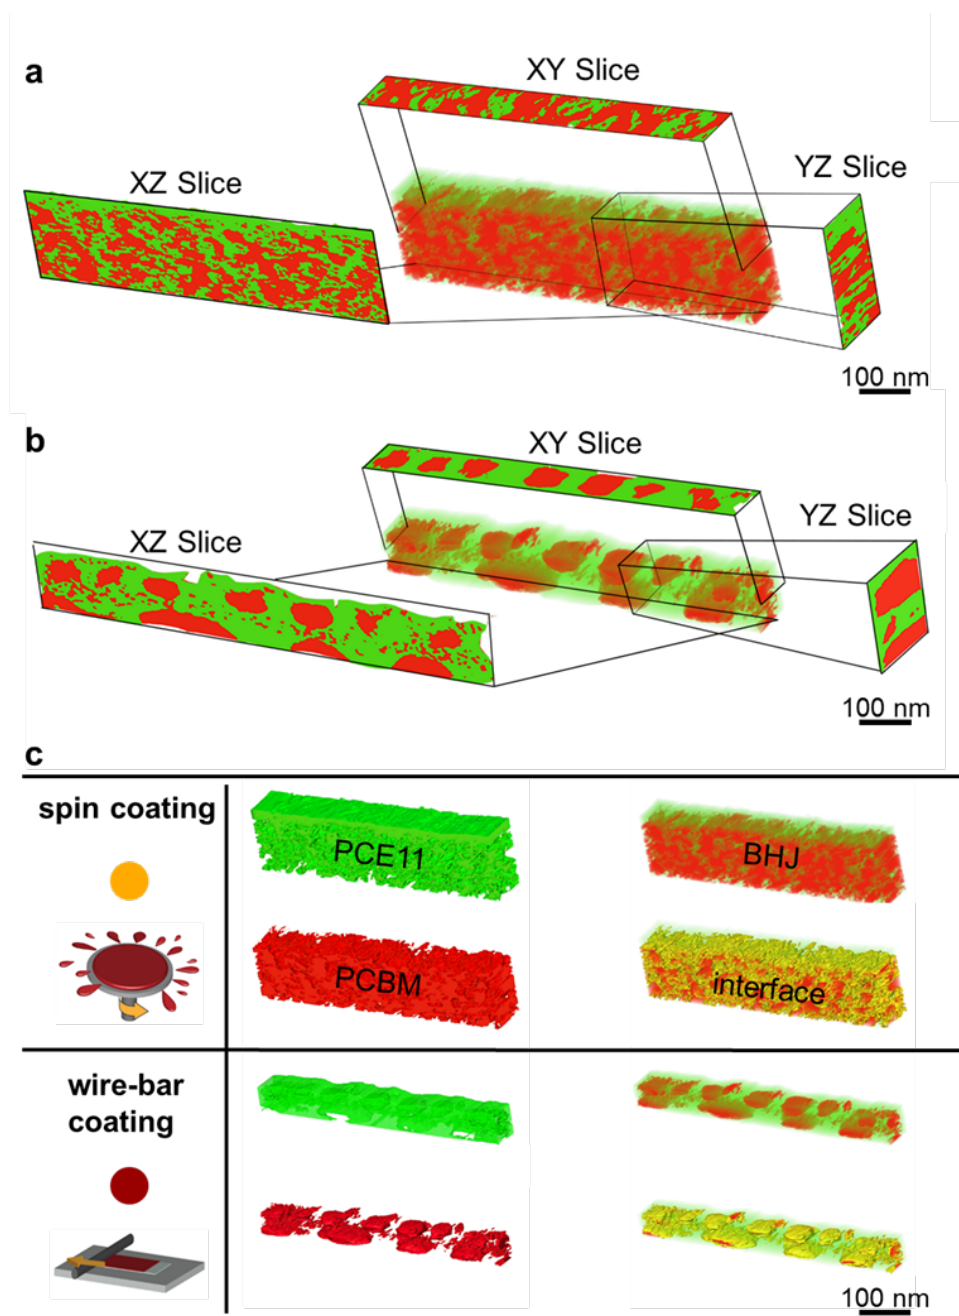 a
XY Slice
XZ Slice
YZ Slice
100 nm
b
XY Slice
XZ Slice
YZ Slice
100 nm
c
spin coating
PCE11
BHJ
PCBM
interface
wire-bar
coating
100 nm